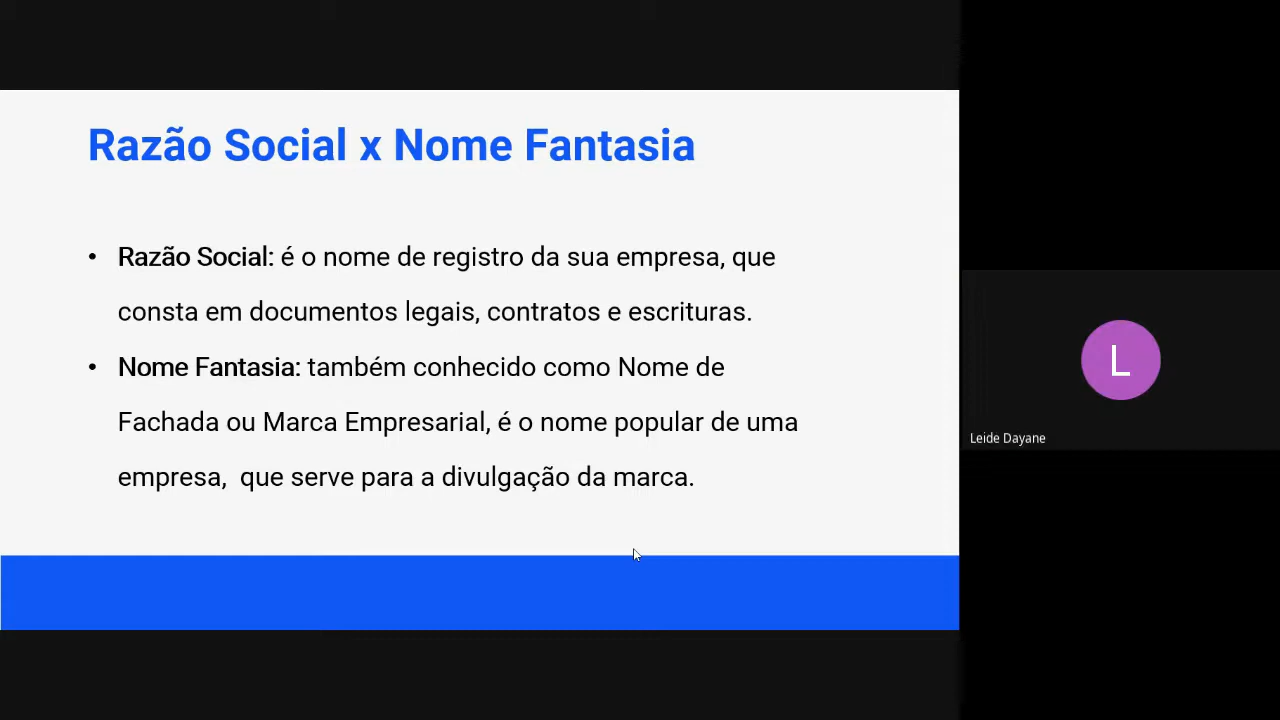 Razão Social x Nome Fantasia
• Razão Social: é o nome de registro da sua empresa, que
consta em documentos legais, contratos e escrituras.
• Nome Fantasia: também conhecido como Nome de
Fachada ou Marca Empresarial, é o nome popular de uma
empresa,  que serve para a divulgação da marca.
L
Leide Dayane